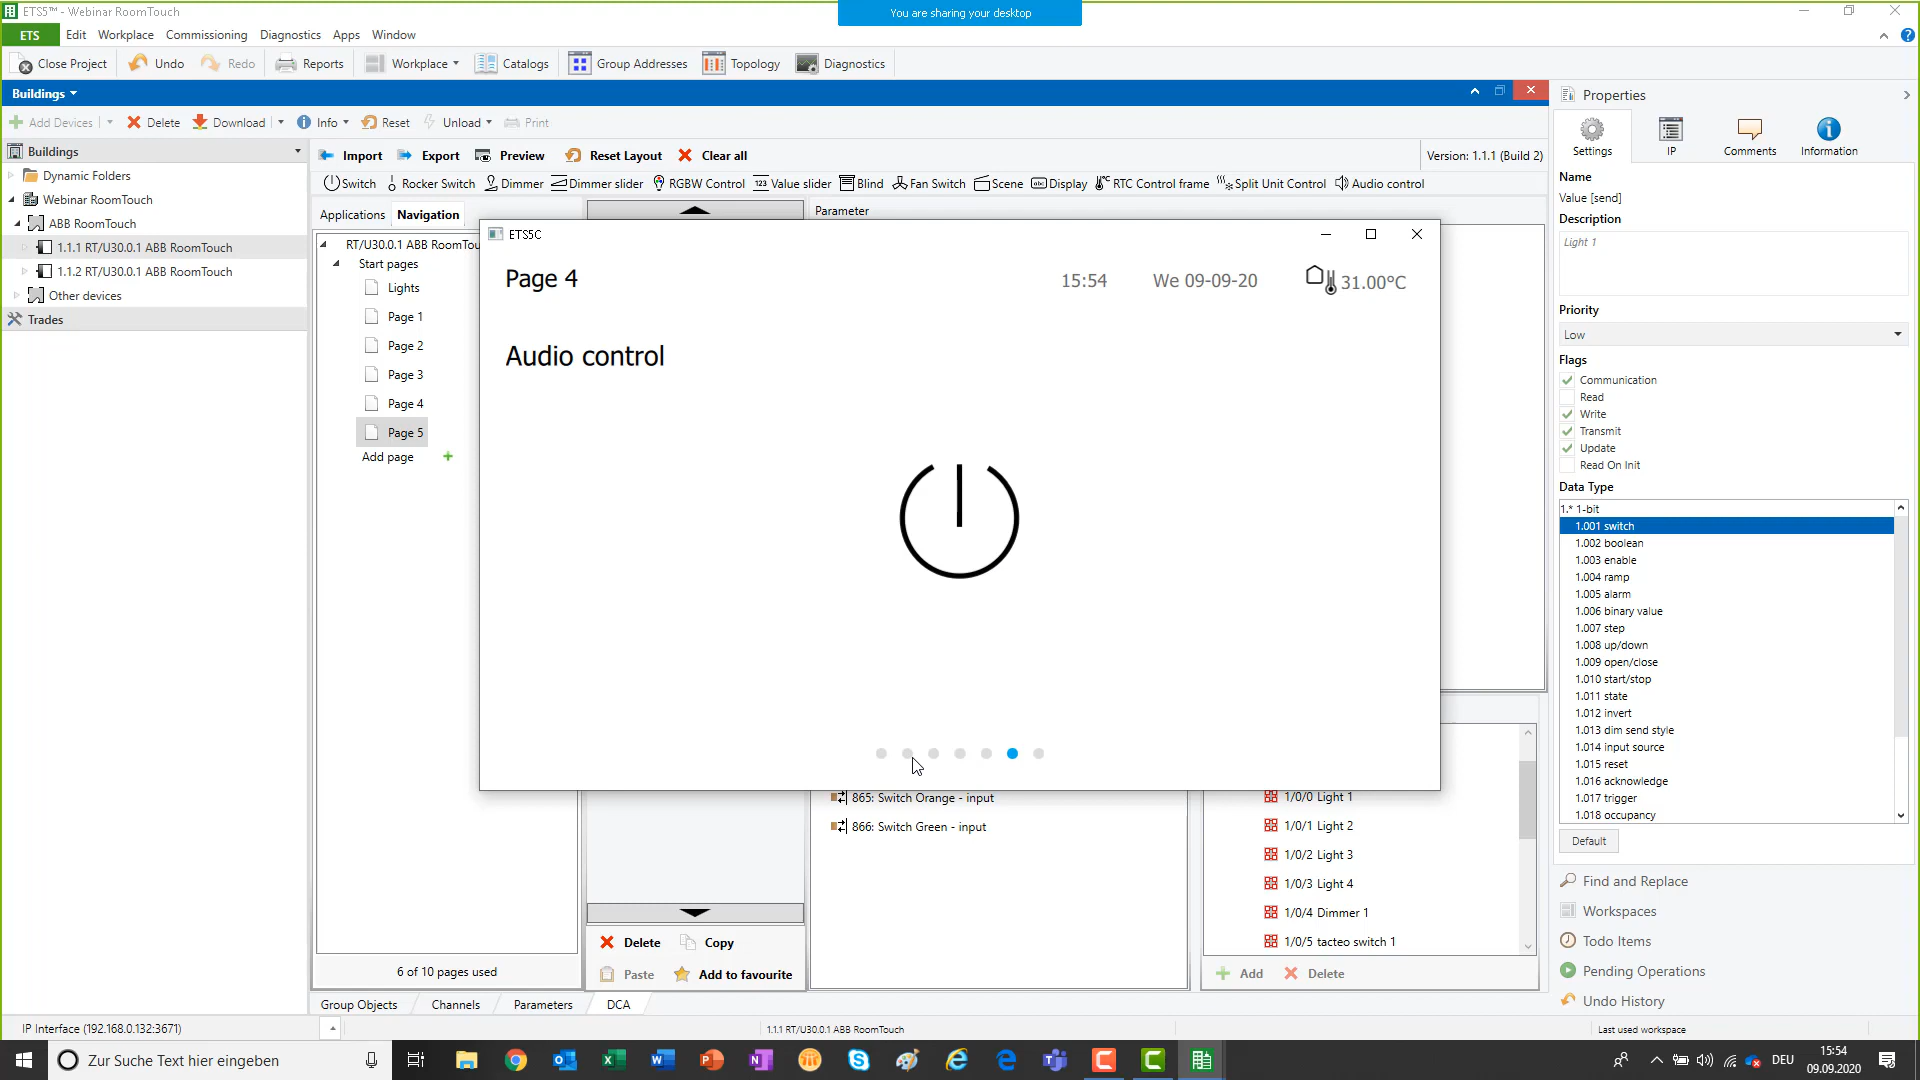 ETS5™ - Webinar RoomTouch
You are sharing your desktop
ETS Edit Workplace Commissioning Diagnostics Apps Window
Close Project Undo Redo Reports Workplace Catalogs Group Addresses Topology Diagnostics
Buildings
Add Devices Delete Download Info Reset Unload Print
Buildings
Dynamic Folders
Webinar RoomTouch
ABB RoomTouch
1.1.1 RT/U30.0.1 ABB RoomTouch
1.1.2 RT/U30.0.1 ABB RoomTouch
Other devices
Trades
Import Export Preview Reset Layout Clear all
Version: 1.1.1 (Build 2)
Switch Rocker Switch Dimmer Dimmer slider RGBW Control 123 Value slider Blind Fan Switch Scene Display RTC Control frame Split Unit Control Audio control
Applications Navigation
Parameter
RT/U30.0.1 ABB RoomTou
Start pages
Lights
Page 1
Page 2
Page 3
Page 4
Page 5
Add page
6 of 10 pages used
ETS5C
Page 4
15:54
We 09-09-20
31.00°C
Audio control
865: Switch Orange - input
866: Switch Green - input
Delete Copy
Paste Add to favourite
1/0/0 Light 1
1/0/1 Light 2
1/0/2 Light 3
1/0/3 Light 4
1/0/4 Dimmer 1
1/0/5 tacteo switch 1
Add Delete
Group Objects Channels Parameters DCA
Properties
Settings IP Comments Information
Name
Value [send]
Description
Light 1
Priority
Low
Flags
Communication
Read
Write
Transmit
Update
Read On Init
Data Type
1.* 1-bit
1.001 switch
1.002 boolean
1.003 enable
1.004 ramp
1.005 alarm
1.006 binary value
1.007 step
1.008 up/down
1.009 open/close
1.010 start/stop
1.011 state
1.012 invert
1.013 dim send style
1.014 input source
1.015 reset
1.016 acknowledge
1.017 trigger
1.018 occupancy
Default
Find and Replace
Workspaces
Todo Items
Pending Operations
Undo History
IP Interface (192.168.0.132:3671)
1.1.1 RT/U30.0.1 ABB RoomTouch
Last used workspace
Zur Suche Text hier eingeben
DEU
15:54
09.09.2020